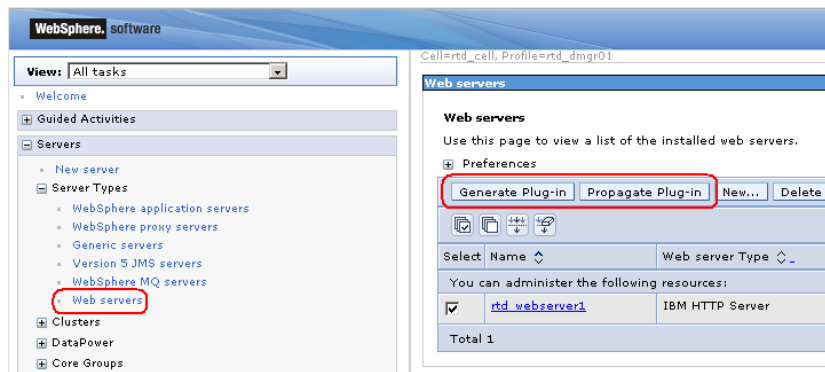 WebSphere. software
View: All tasks
Welcome
Guided Activities
Servers
New server
Server Types
WebSphere application servers
WebSphere proxy servers
Generic servers
Version 5 JMS servers
WebSphere MQ servers
Web servers
Clusters
DataPower
Core Groups
Cell=rtd_cell, Profile=rtd_dmgr01
Web servers
Web servers
Use this page to view a list of the installed web servers.
Preferences
Generate Plug-in Propagate Plug-in New... Delete
Select Name Web server Type
You can administer the following resources:
rtd_webserver1 IBM HTTP Server
Total 1